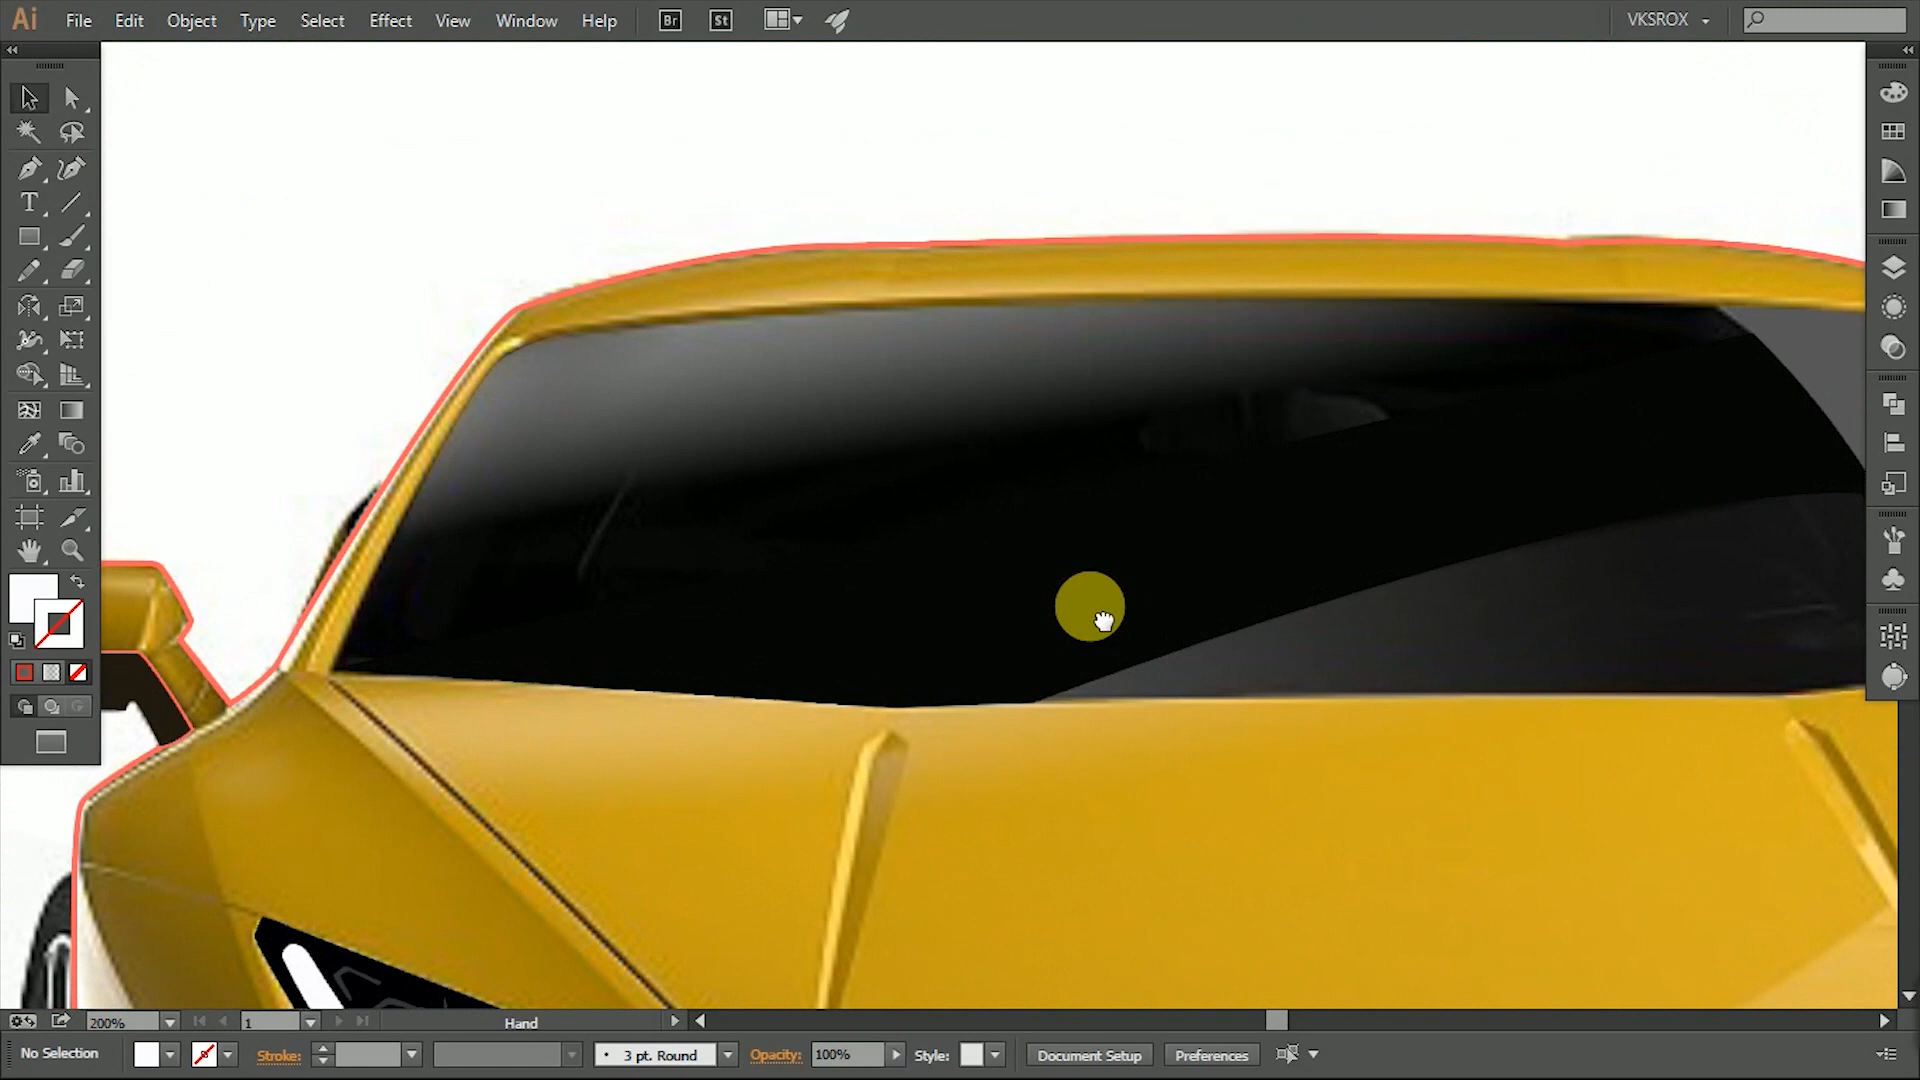 Ai File Edit Object Type Select Effect View Window Help Br St VKSROX
T
200% 1 Hand
No Selection Stroke: 3 pt. Round Opacity: 100% Style: Document Setup Preferences